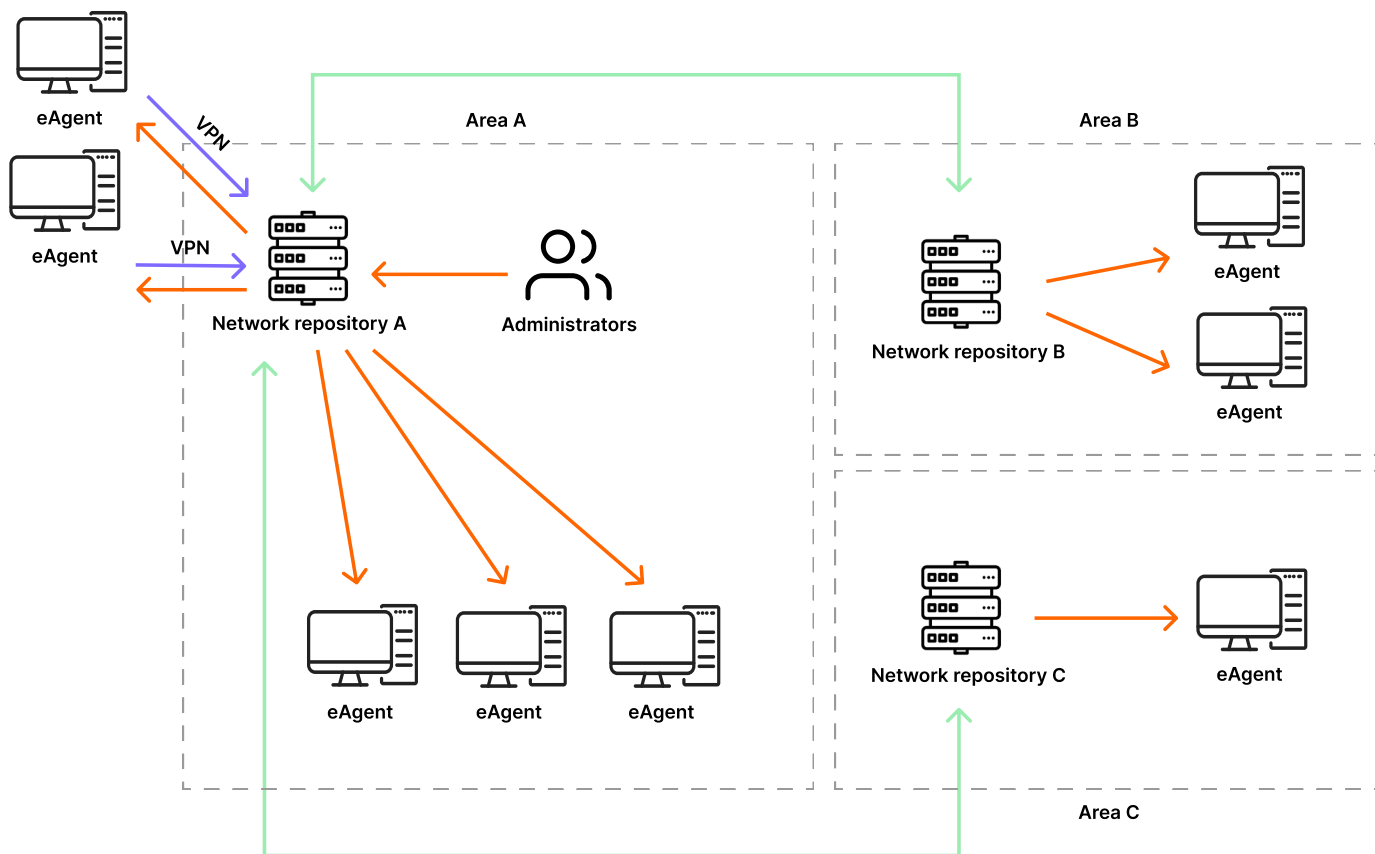 eAgent
VPN
Area A
Area B
eAgent
VPN
Network repository A
Administrators
eAgent
Network repository B
eAgent
Network repository C
eAgent
eAgent
eAgent
eAgent
Area C